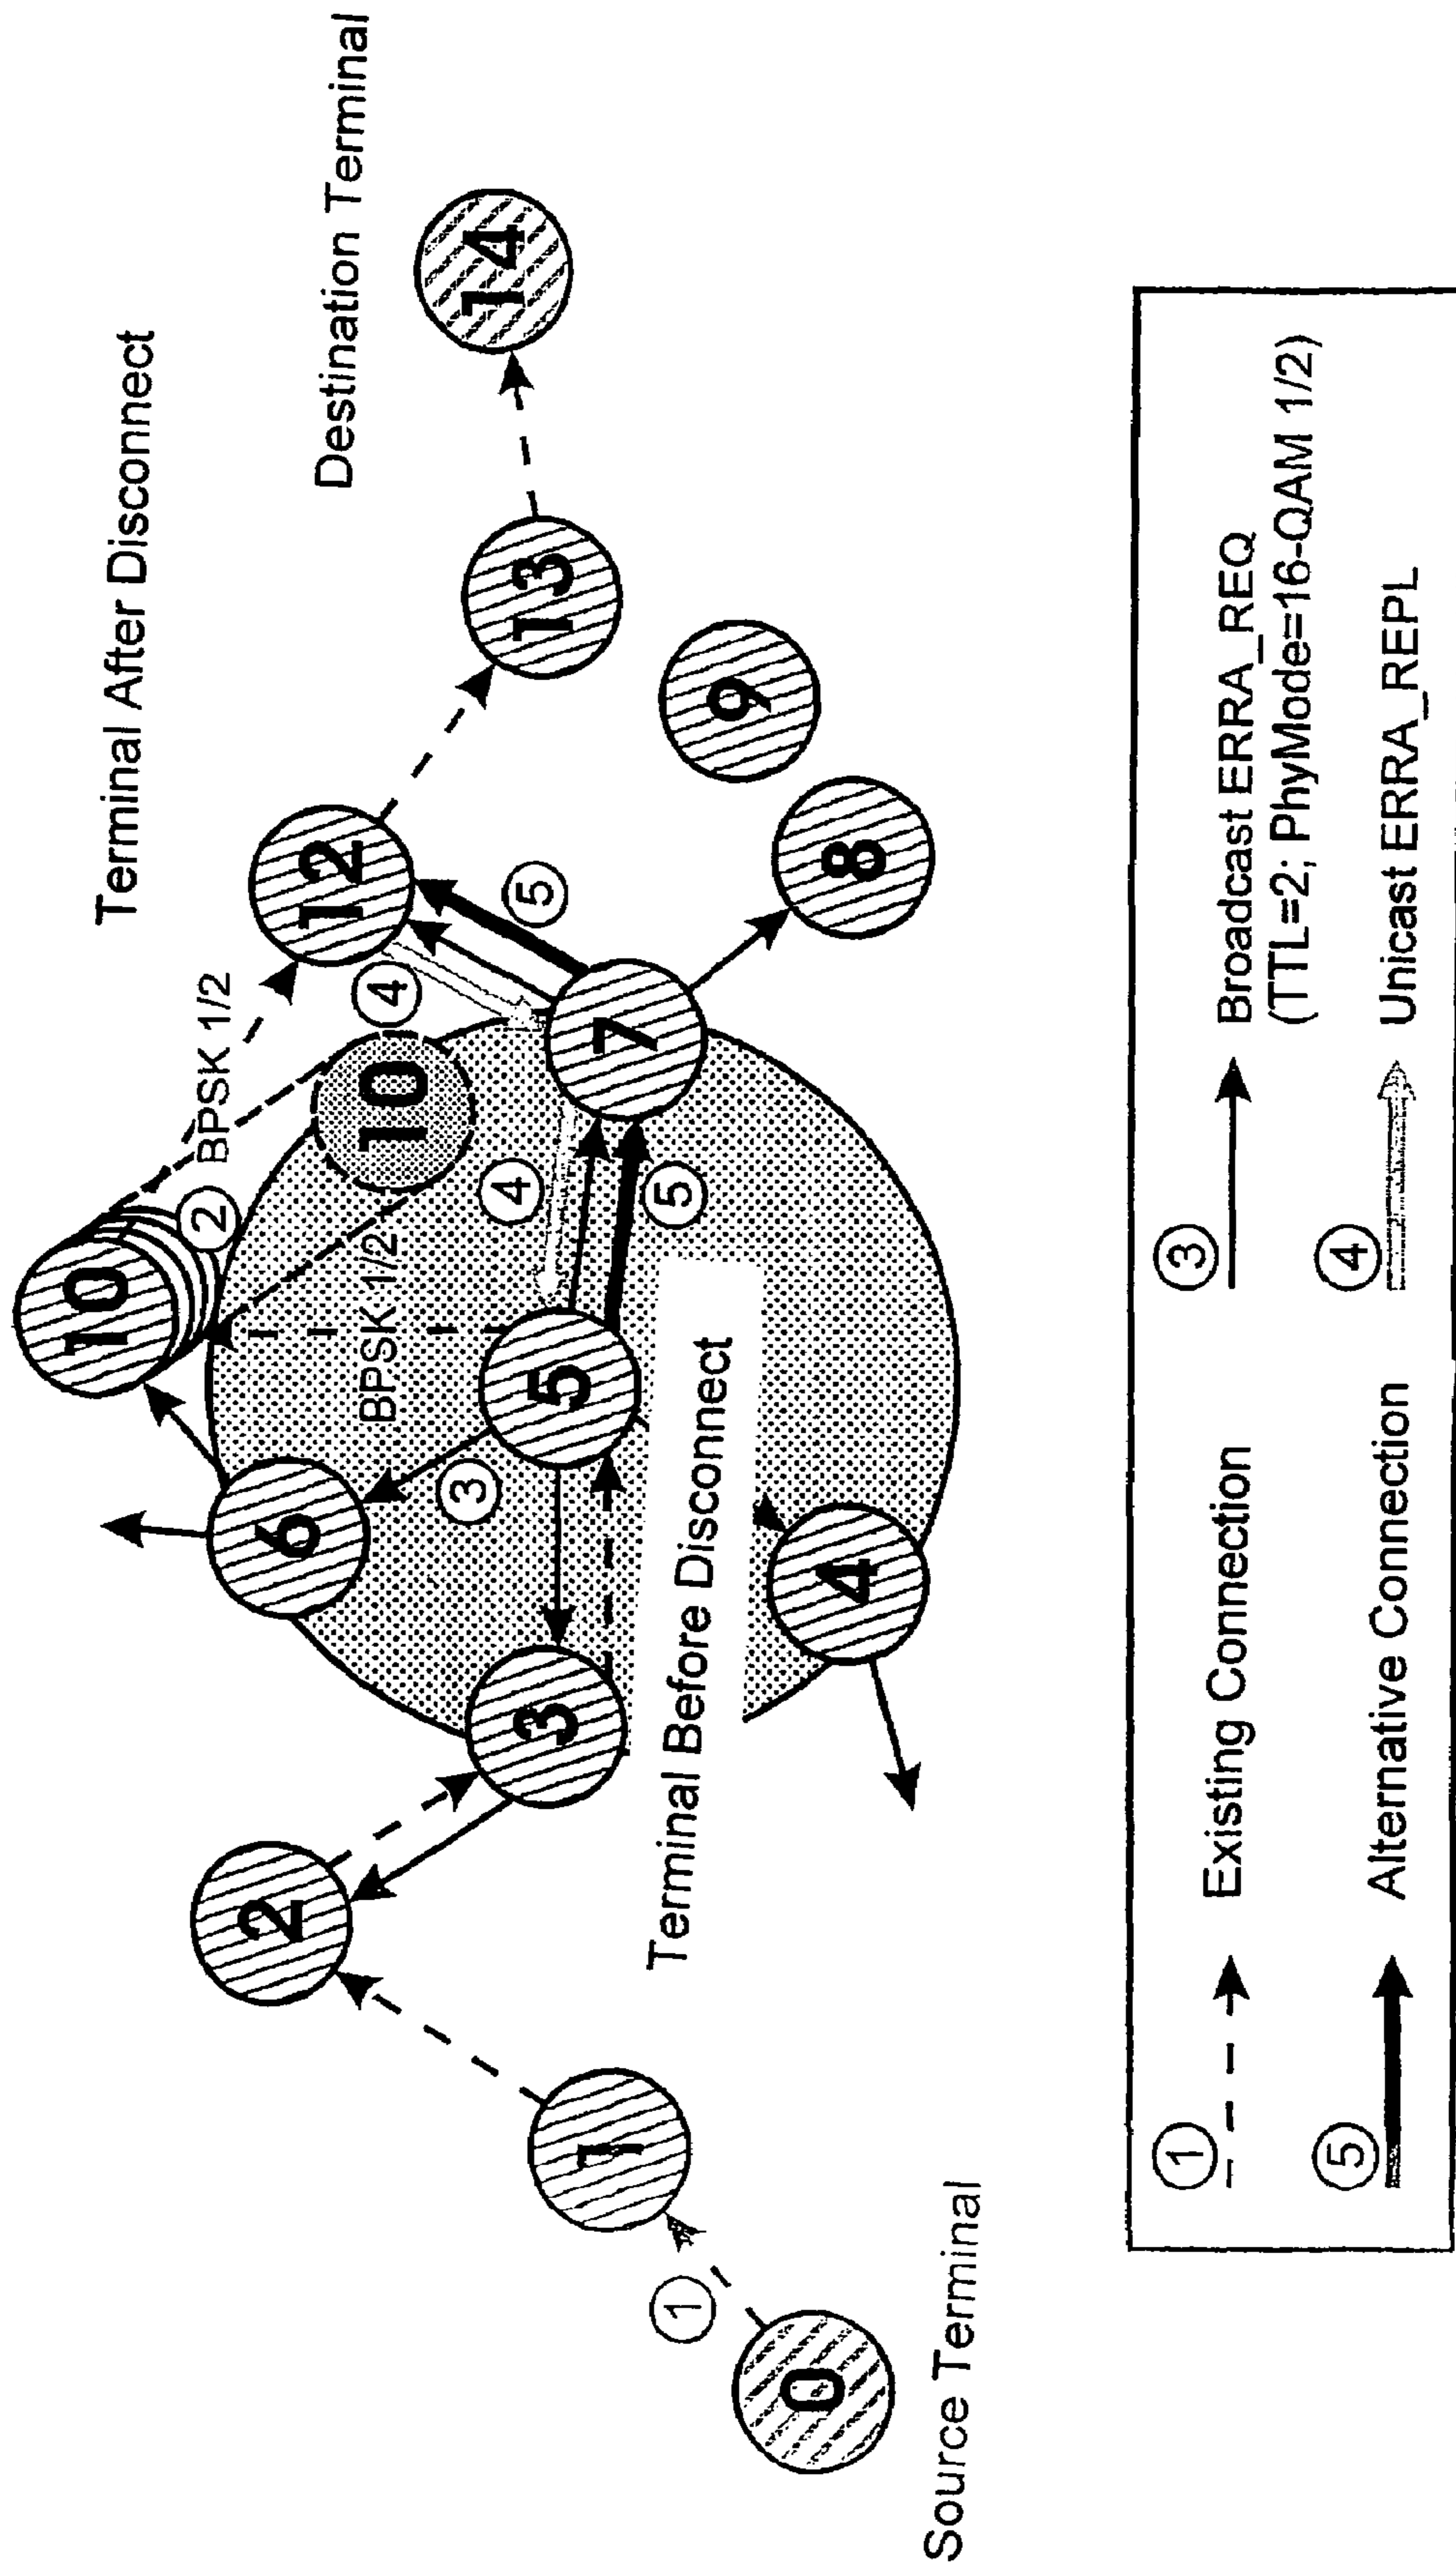 Terminal After Disconnect
Destination Terminal
BPSK 1/2
BPSK 1/2
10
2
10
6
2
12
4
14
3
5
3
4
7
5
13
5
1
1
4
8
9
0
Terminal Before Disconnect
Source Terminal
1 Existing Connection
3 Broadcast ERRA_REQ
(TTL=2; PhyMode=16-QAM 1/2)
5 Alternative Connection
4 Unicast ERRA_REPL